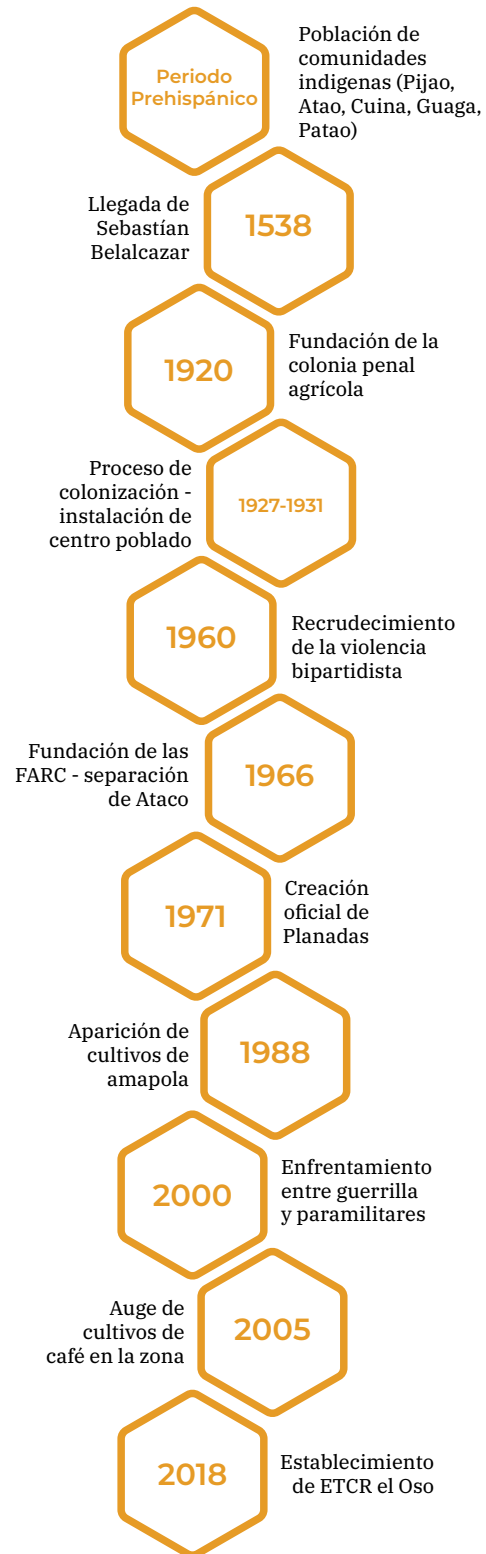 Periodo
Prehispánico
Población de
comunidades
indigenas (Pijao,
Atao, Cuina, Guaga,
Patao)
Llegada de
Sebastían
Belalcazar
1538
1920
Fundación de la
colonia penal
agrícola
Proceso de
colonización -
instalación de
centro poblado
1927-1931
1960
Recrudecimiento
de la violencia
bipartidista
Fundación de las
FARC - separación
de Ataco
1966
1971
Creación
oficial de
Planadas
Aparición de
cultivos de
amapola
1988
2000
Enfrentamiento
entre guerrilla
y paramilitares
Auge de
cultivos de
café en la zona
2005
2018
Establecimiento
de ETCR el Oso